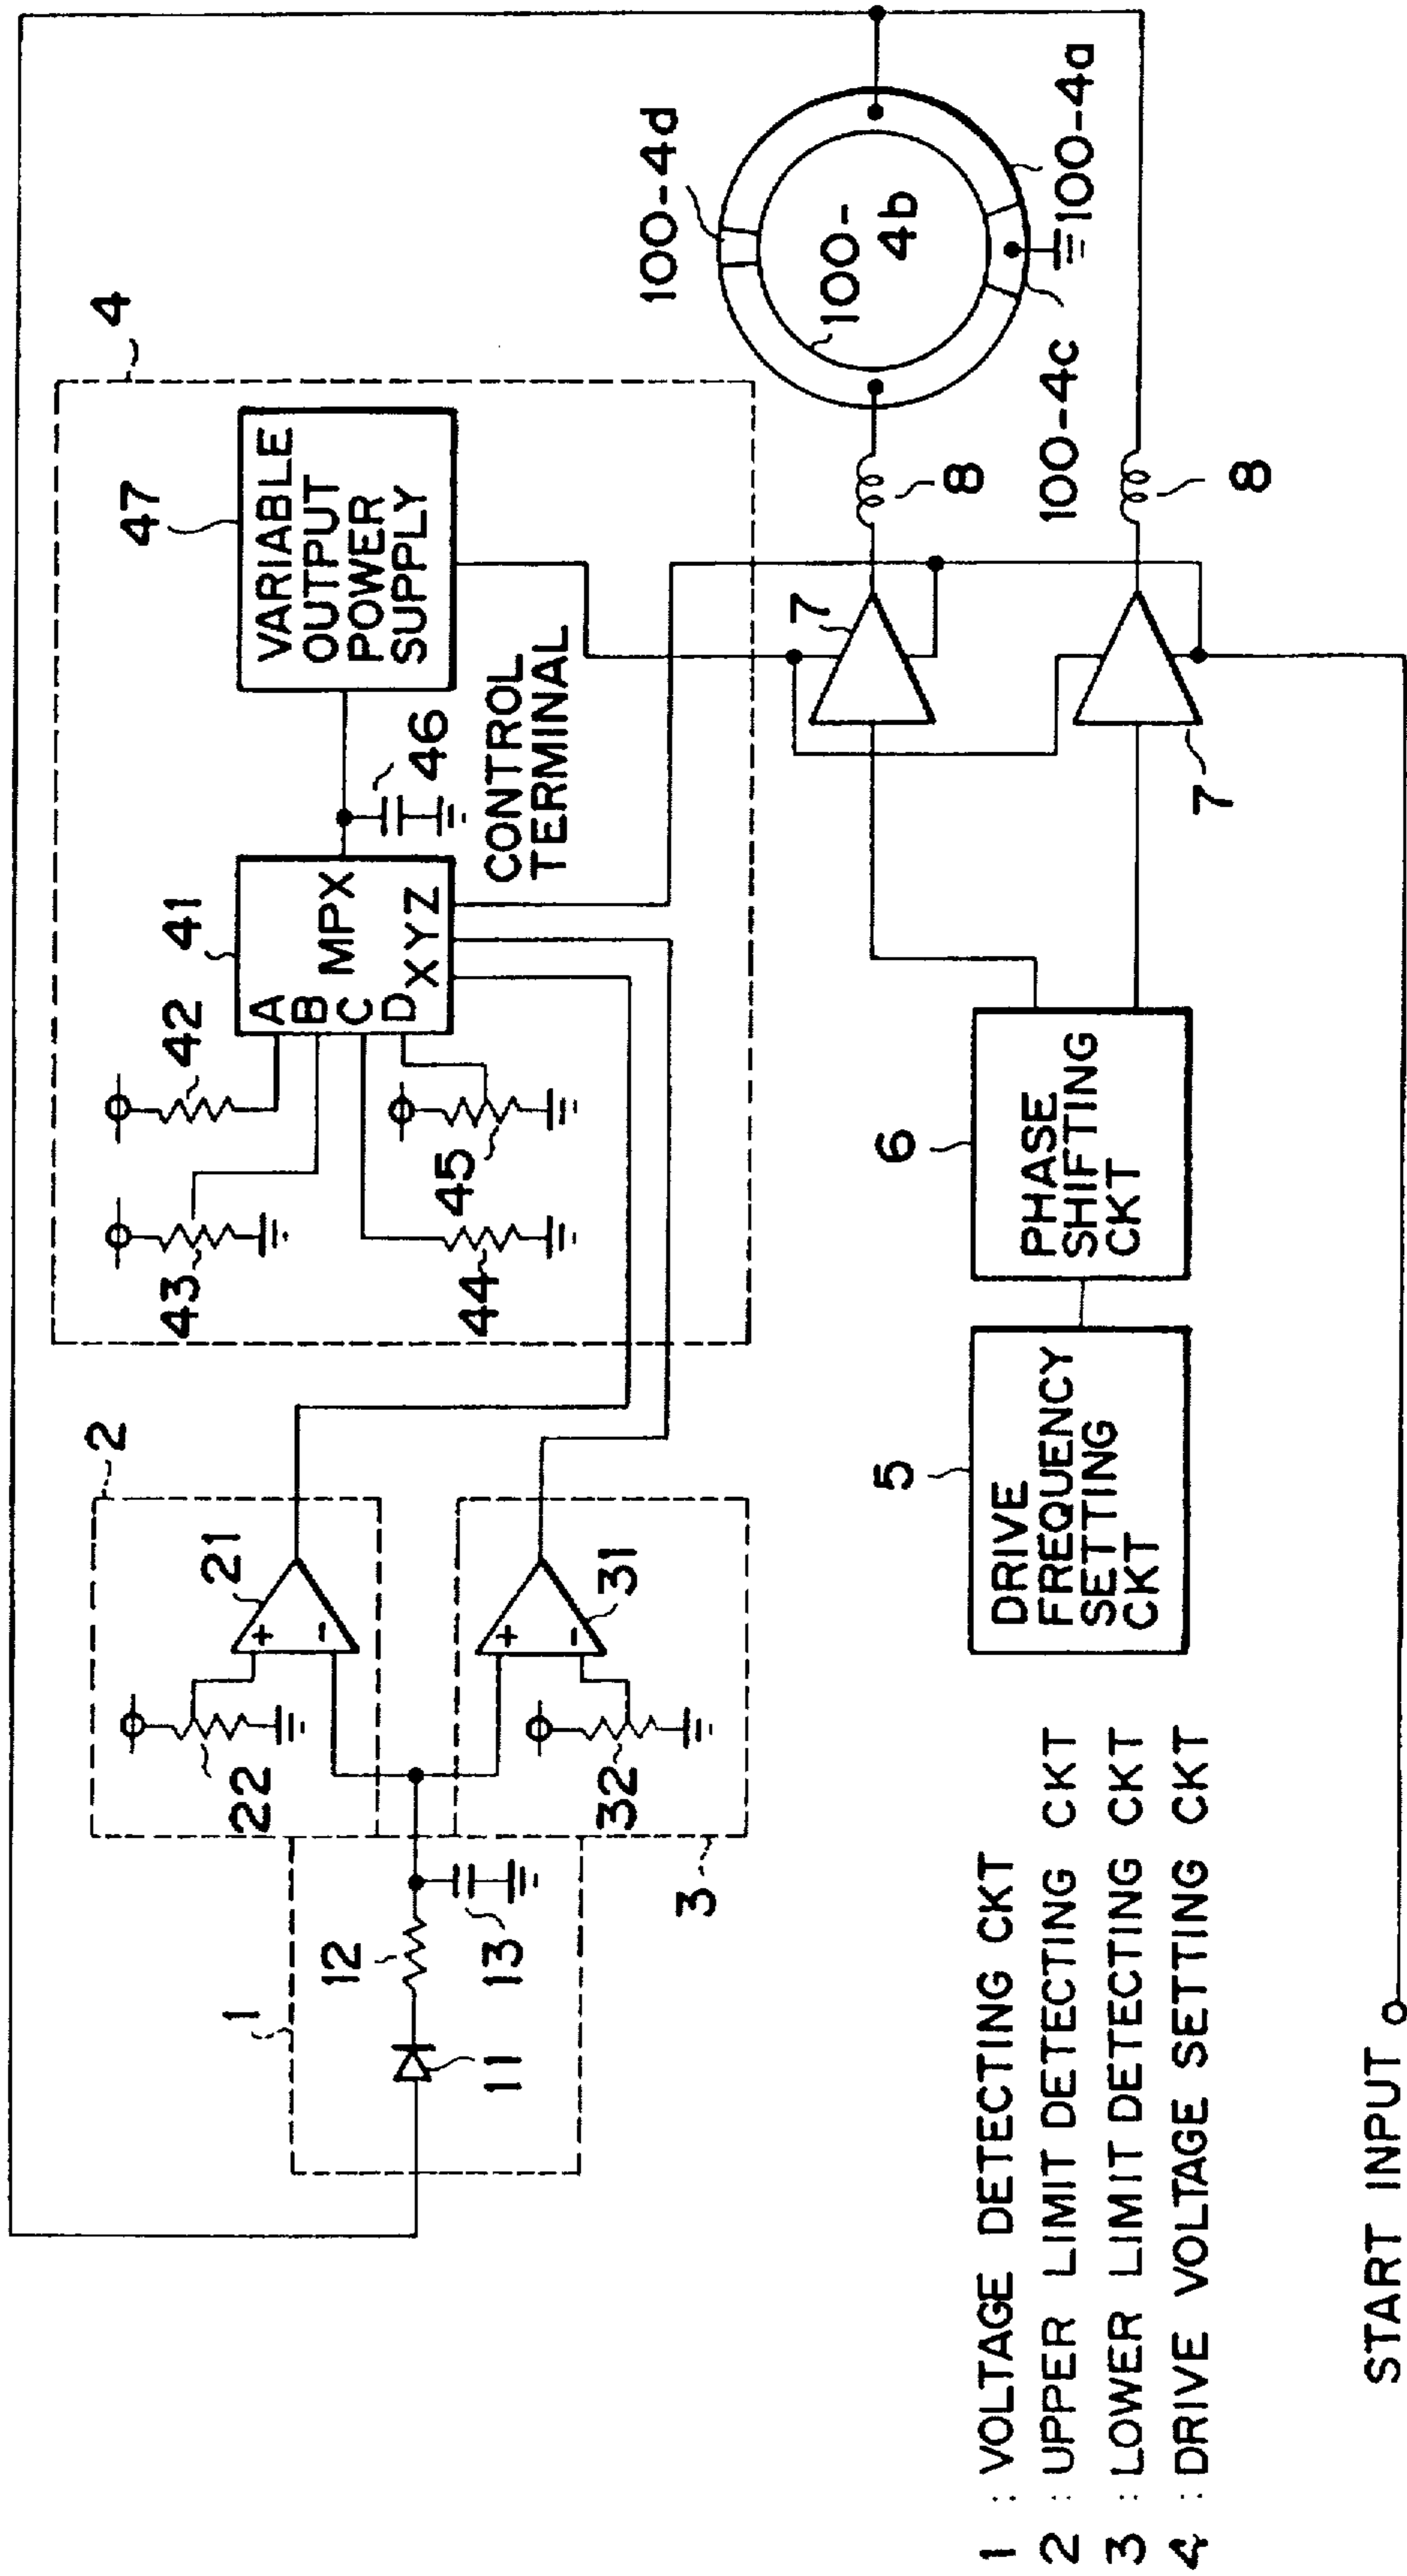 4
47
VARIABLE
OUTPUT
POWER
SUPPLY
41
MPX
A
B
C
D
X Y Z
42
43
44
45
46
CONTROL
TERMINAL
2
21
+
-
22
3
31
+
-
32
1
11
12
13
100-4d
100-
4b
100-4a
100-4c
8
8
7
7
6
PHASE
SHIFTING
CKT
5
DRIVE
FREQUENCY
SETTING
CKT
1 : VOLTAGE DETECTING CKT
2 : UPPER LIMIT DETECTING CKT
3 : LOWER LIMIT DETECTING CKT
4 : DRIVE VOLTAGE SETTING CKT
START INPUT